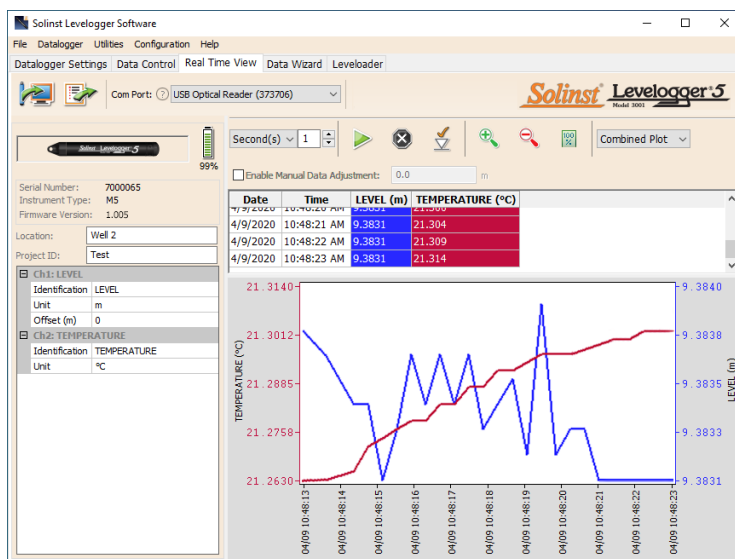 Solinst Levelogger Software
File Datalogger Utilities Configuration Help
Datalogger Settings Data Control Real Time View Data Wizard Leveloader
Com Port: ? USB Optical Reader (373706)
Solinst Levelogger 5
Model 3001
Solinst Levelogger 5
99%
Second(s) 1 100 % Combined Plot
Enable Manual Data Adjustment: 0.0 m
Serial Number: 7000065
Instrument Type: M5
Firmware Version: 1.005
Location: Well 2
Project ID: Test
Ch1: LEVEL
Identification LEVEL
Unit m
Offset (m) 0
Ch2: TEMPERATURE
Identification TEMPERATURE
Unit ºC
Date Time LEVEL (m) TEMPERATURE (ºC)
4/9/2020 10:48:21 AM 9.3831 21.304
4/9/2020 10:48:22 AM 9.3831 21.309
4/9/2020 10:48:23 AM 9.3831 21.314
21.3140
21.3012
21.2885
21.2758
21.2630
TEMPERATURE (ºC)
9.3840
9.3838
9.3835
9.3833
9.3831
LEVEL (m)
04/09 10:48:13
04/09 10:48:14
04/09 10:48:15
04/09 10:48:16
04/09 10:48:17
04/09 10:48:18
04/09 10:48:19
04/09 10:48:20
04/09 10:48:21
04/09 10:48:22
04/09 10:48:23